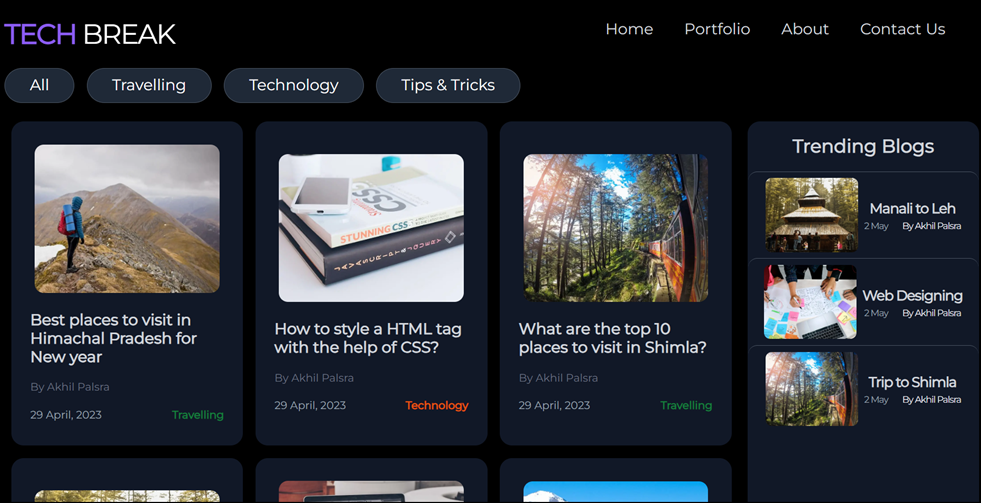 TECH BREAK
Home Portfolio About Contact Us
All Travelling Technology Tips & Tricks
Best places to visit in
Himachal Pradesh for
New year
By Akhil Palsra
29 April, 2023 Travelling
CSS
STUNNING CSS
JAVASCRIPT & JQUERY
How to style a HTML tag
with the help of CSS?
By Akhil Palsra
29 April, 2023 Technology
What are the top 10
places to visit in Shimla?
By Akhil Palsra
29 April, 2023 Travelling
Trending Blogs
Manali to Leh
2 May By Akhil Palsra
Web Designing
2 May By Akhil Palsra
Trip to Shimla
2 May By Akhil Palsra